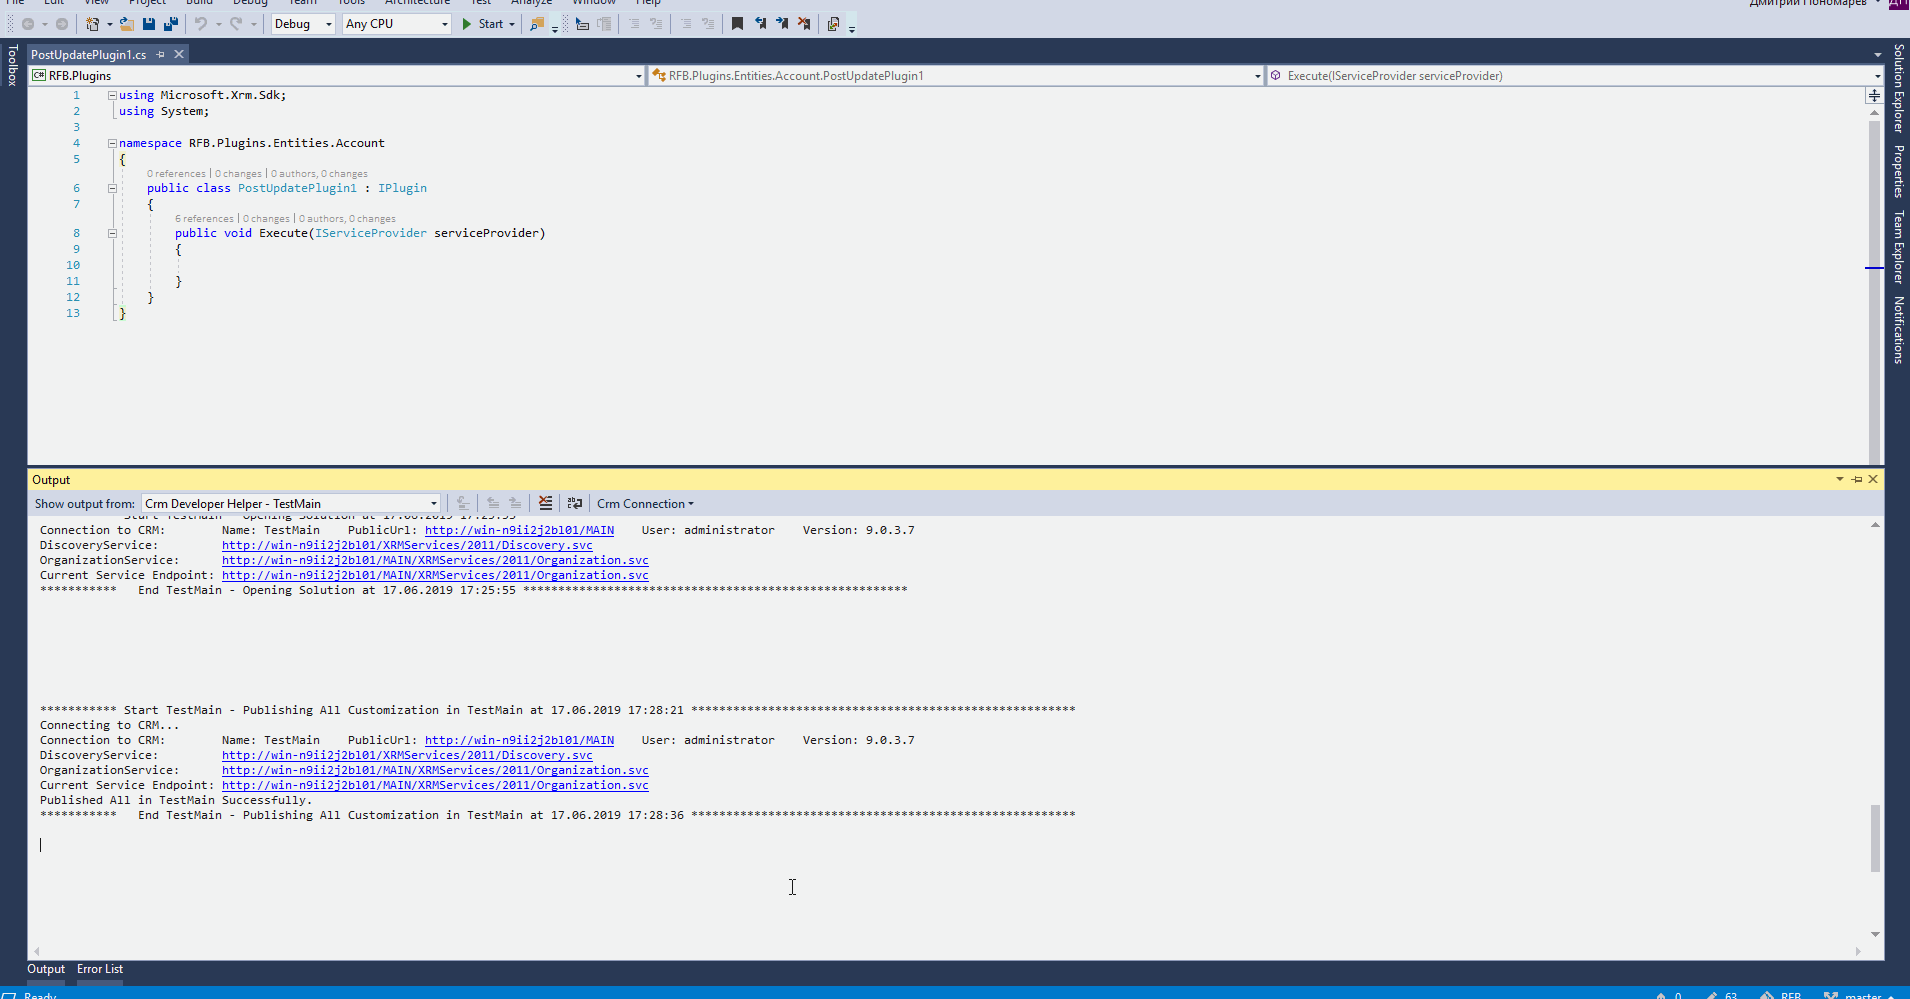 File Edit View Project Build Debug Team Tools Architecture Test Analyze Window Help
Дмитрий Пономарев ДП
Debug Any CPU Start
Toolbox
PostUpdatePlugin1.cs
C# RFB.Plugins RFB.Plugins.Entities.Account.PostUpdatePlugin1 Execute(IServiceProvider serviceProvider)
1 using Microsoft.Xrm.Sdk;
2 using System;
3
4 namespace RFB.Plugins.Entities.Account
5 {
0 references | 0 changes | 0 authors, 0 changes
6 public class PostUpdatePlugin1 : IPlugin
7 {
6 references | 0 changes | 0 authors, 0 changes
8 public void Execute(IServiceProvider serviceProvider)
9 {
10
11 }
12 }
13 }
Solution Explorer
Properties
Team Explorer
Notifications
Output
Show output from: Crm Developer Helper - TestMain Crm Connection
Start TestMain - Opening Solution at 17.06.2019 17:25:55
Connection to CRM: Name: TestMain PublicUrl: http://win-n9ii2j2bl01/MAIN User: administrator Version: 9.0.3.7
DiscoveryService: http://win-n9ii2j2bl01/XRMServices/2011/Discovery.svc
OrganizationService: http://win-n9ii2j2bl01/MAIN/XRMServices/2011/Organization.svc
Current Service Endpoint: http://win-n9ii2j2bl01/MAIN/XRMServices/2011/Organization.svc
*********** End TestMain - Opening Solution at 17.06.2019 17:25:55 *******************************************************
*********** Start TestMain - Publishing All Customization in TestMain at 17.06.2019 17:28:21 *******************************************************
Connecting to CRM...
Connection to CRM: Name: TestMain PublicUrl: http://win-n9ii2j2bl01/MAIN User: administrator Version: 9.0.3.7
DiscoveryService: http://win-n9ii2j2bl01/XRMServices/2011/Discovery.svc
OrganizationService: http://win-n9ii2j2bl01/MAIN/XRMServices/2011/Organization.svc
Current Service Endpoint: http://win-n9ii2j2bl01/MAIN/XRMServices/2011/Organization.svc
Published All in TestMain Successfully.
*********** End TestMain - Publishing All Customization in TestMain at 17.06.2019 17:28:36 *******************************************************
Output Error List
Ready 0 63 RFB master